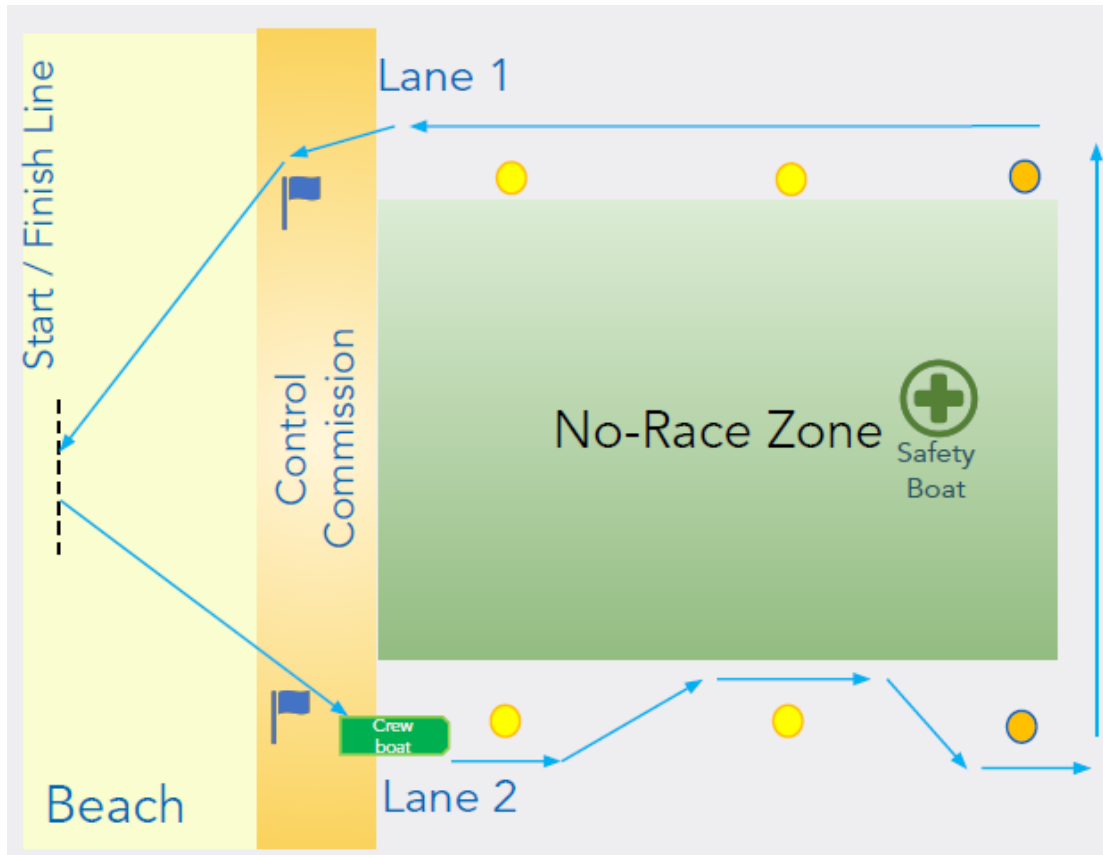 Lane 1
Start / Finish Line
Control
Commission
No-Race Zone
Safety
Boat
Crew
boat
Lane 2
Beach